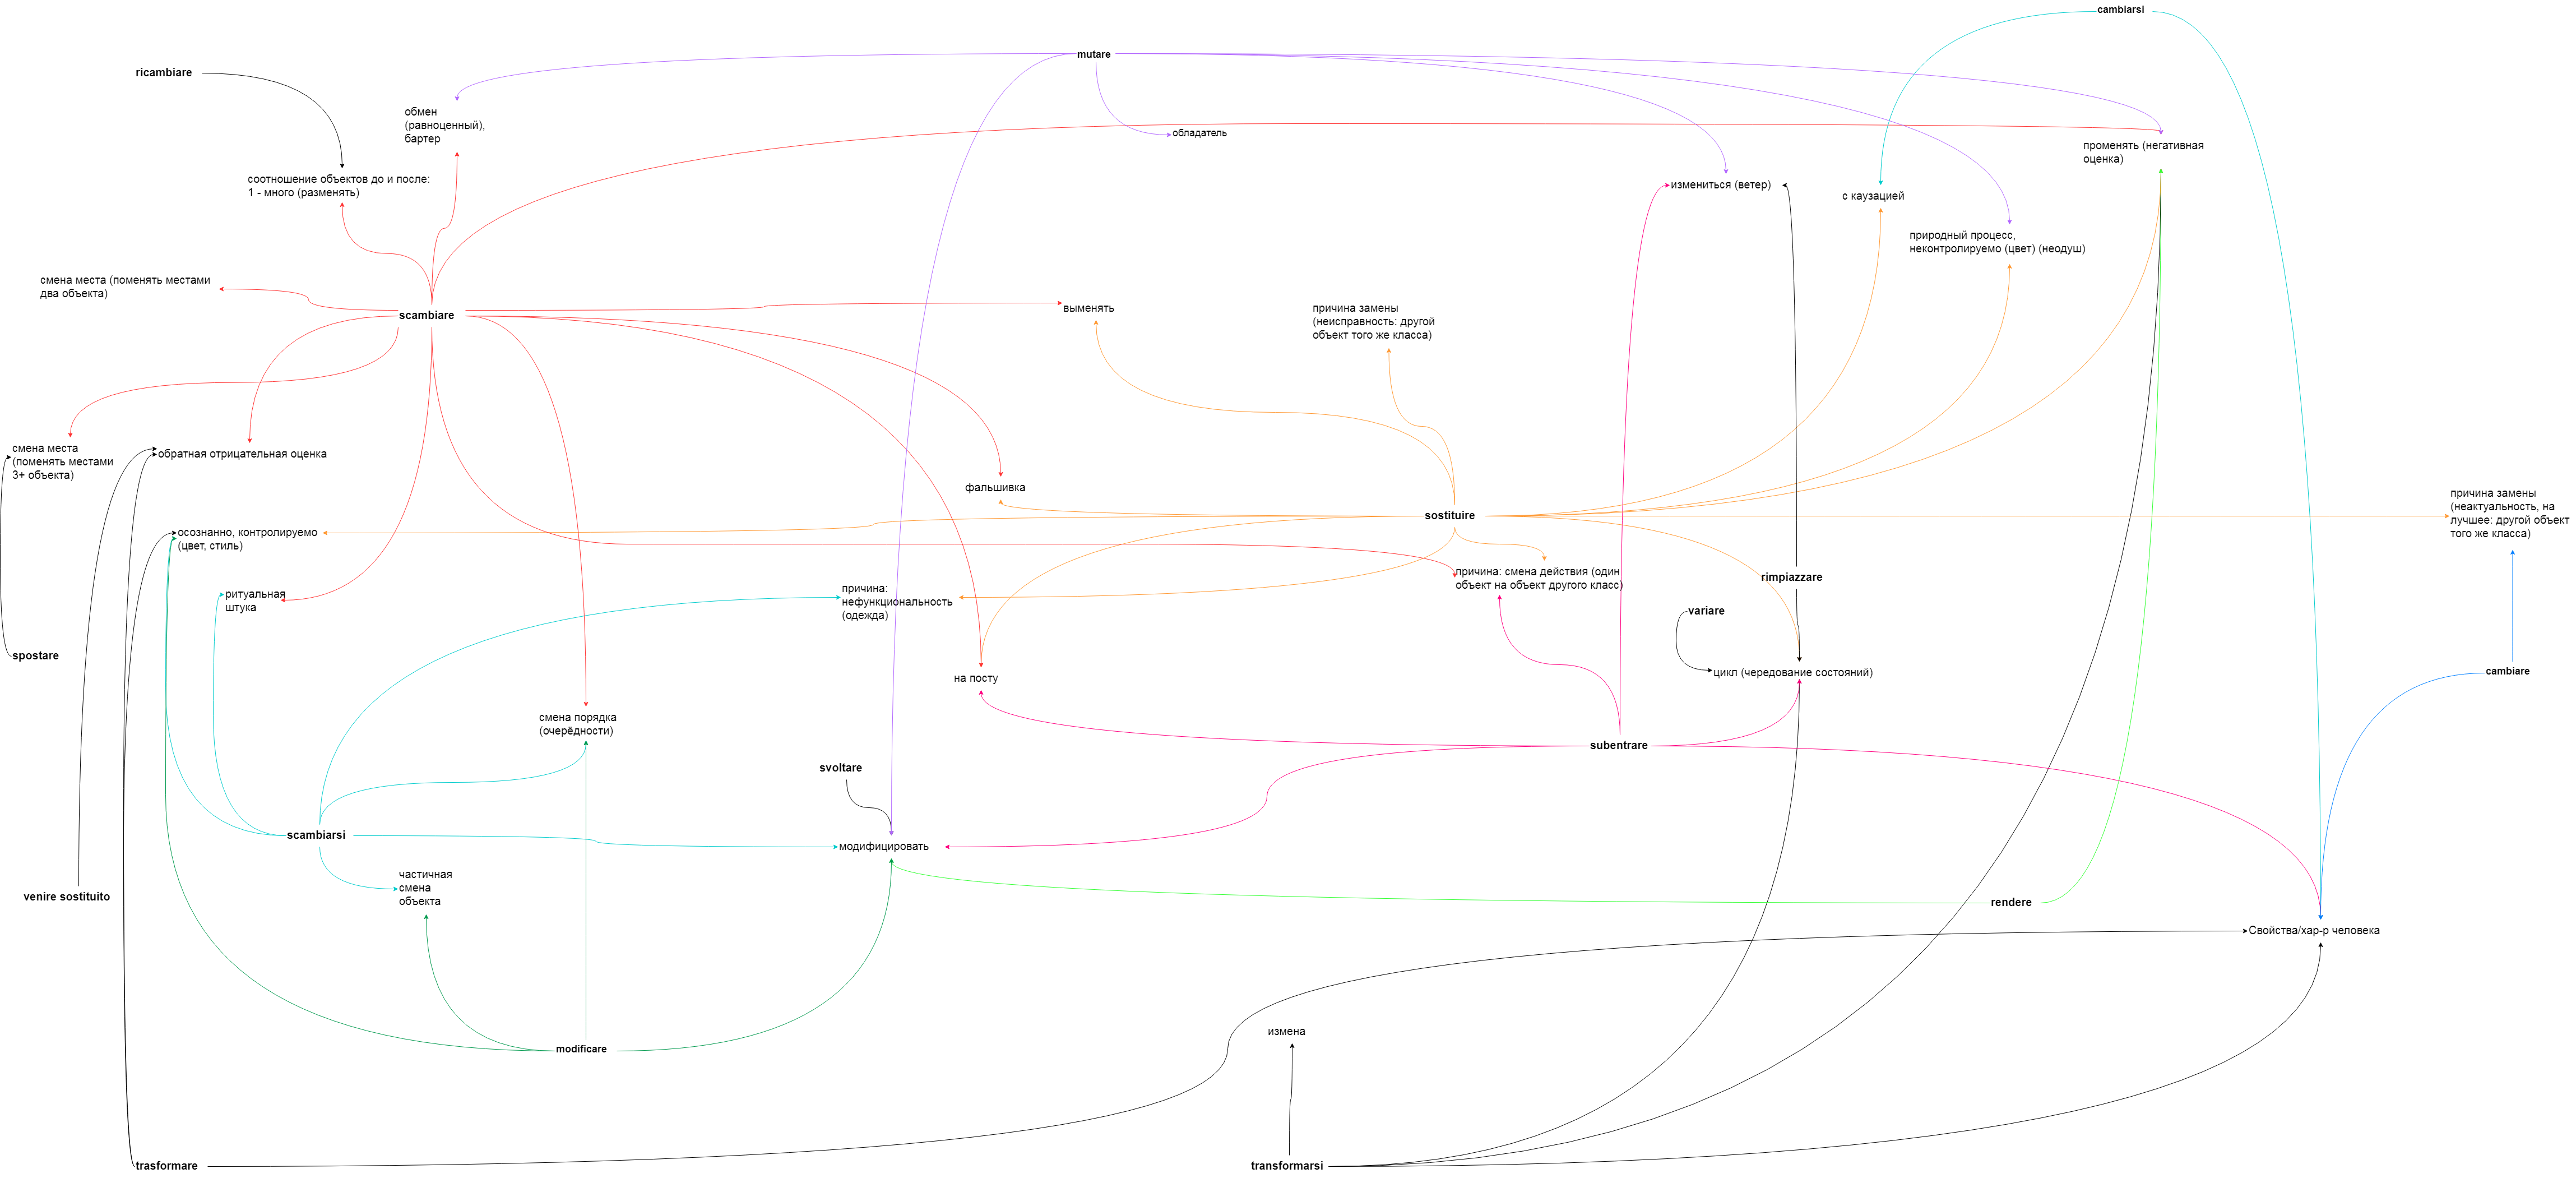 cambiarsi
mutare
ricambiare
обмен
(равноценный),
бартер
обладатель
променять (негативная
оценка)
соотношение объектов до и после:
1 - много (разменять)
измениться (ветер)
с каузацией
природный процесс,
неконтролируемо (цвет) (неодуш)
смена места (поменять местами
два объекта)
scambiare
выменять
причина замены
(неисправность: другой
объект того же класса)
смена места
(поменять местами
3+ объекта)
обратная отрицательная оценка
фальшивка
sostituire
причина замены
(неактуальность, на
лучшее: другой объект
того же класса)
осознанно, контролируемо
(цвет, стиль)
причина: смена действия (один
объект на объект другого класс)
rimpiazzare
ритуальная
штука
причина:
нефункциональность
(одежда)
variare
spostare
на посту
цикл (чередование состояний)
cambiare
смена порядка
(очерёдности)
subentrare
svoltare
scambiarsi
модифицировать
частичная
смена
объекта
venire sostituito
rendere
Свойства/хар-р человека
измена
modificare
trasformare
transformarsi